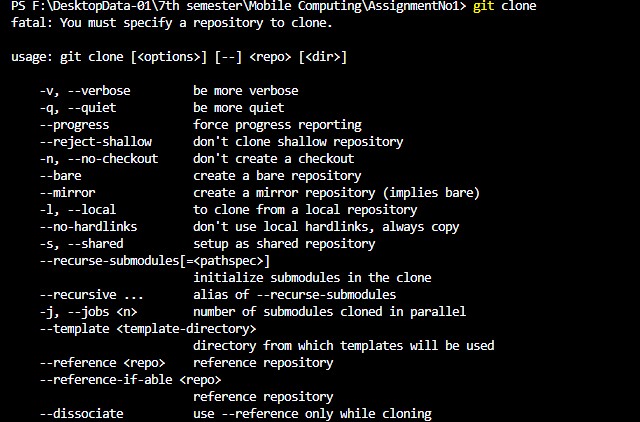 PS F:\DesktopData-01\7th semester\Mobile Computing\AssignmentNo1> git clone
fatal: You must specify a repository to clone.
usage: git clone [<options>] [--] <repo> [<dir>]
-v, --verbose be more verbose
-q, --quiet be more quiet
--progress force progress reporting
--reject-shallow don't clone shallow repository
-n, --no-checkout don't create a checkout
--bare create a bare repository
--mirror create a mirror repository (implies bare)
-l, --local to clone from a local repository
--no-hardlinks don't use local hardlinks, always copy
-s, --shared setup as shared repository
--recurse-submodules[=<pathspec>]
initialize submodules in the clone
--recursive ... alias of --recurse-submodules
-j, --jobs <n> number of submodules cloned in parallel
--template <template-directory>
directory from which templates will be used
--reference <repo> reference repository
--reference-if-able <repo>
reference repository
--dissociate use --reference only while cloning